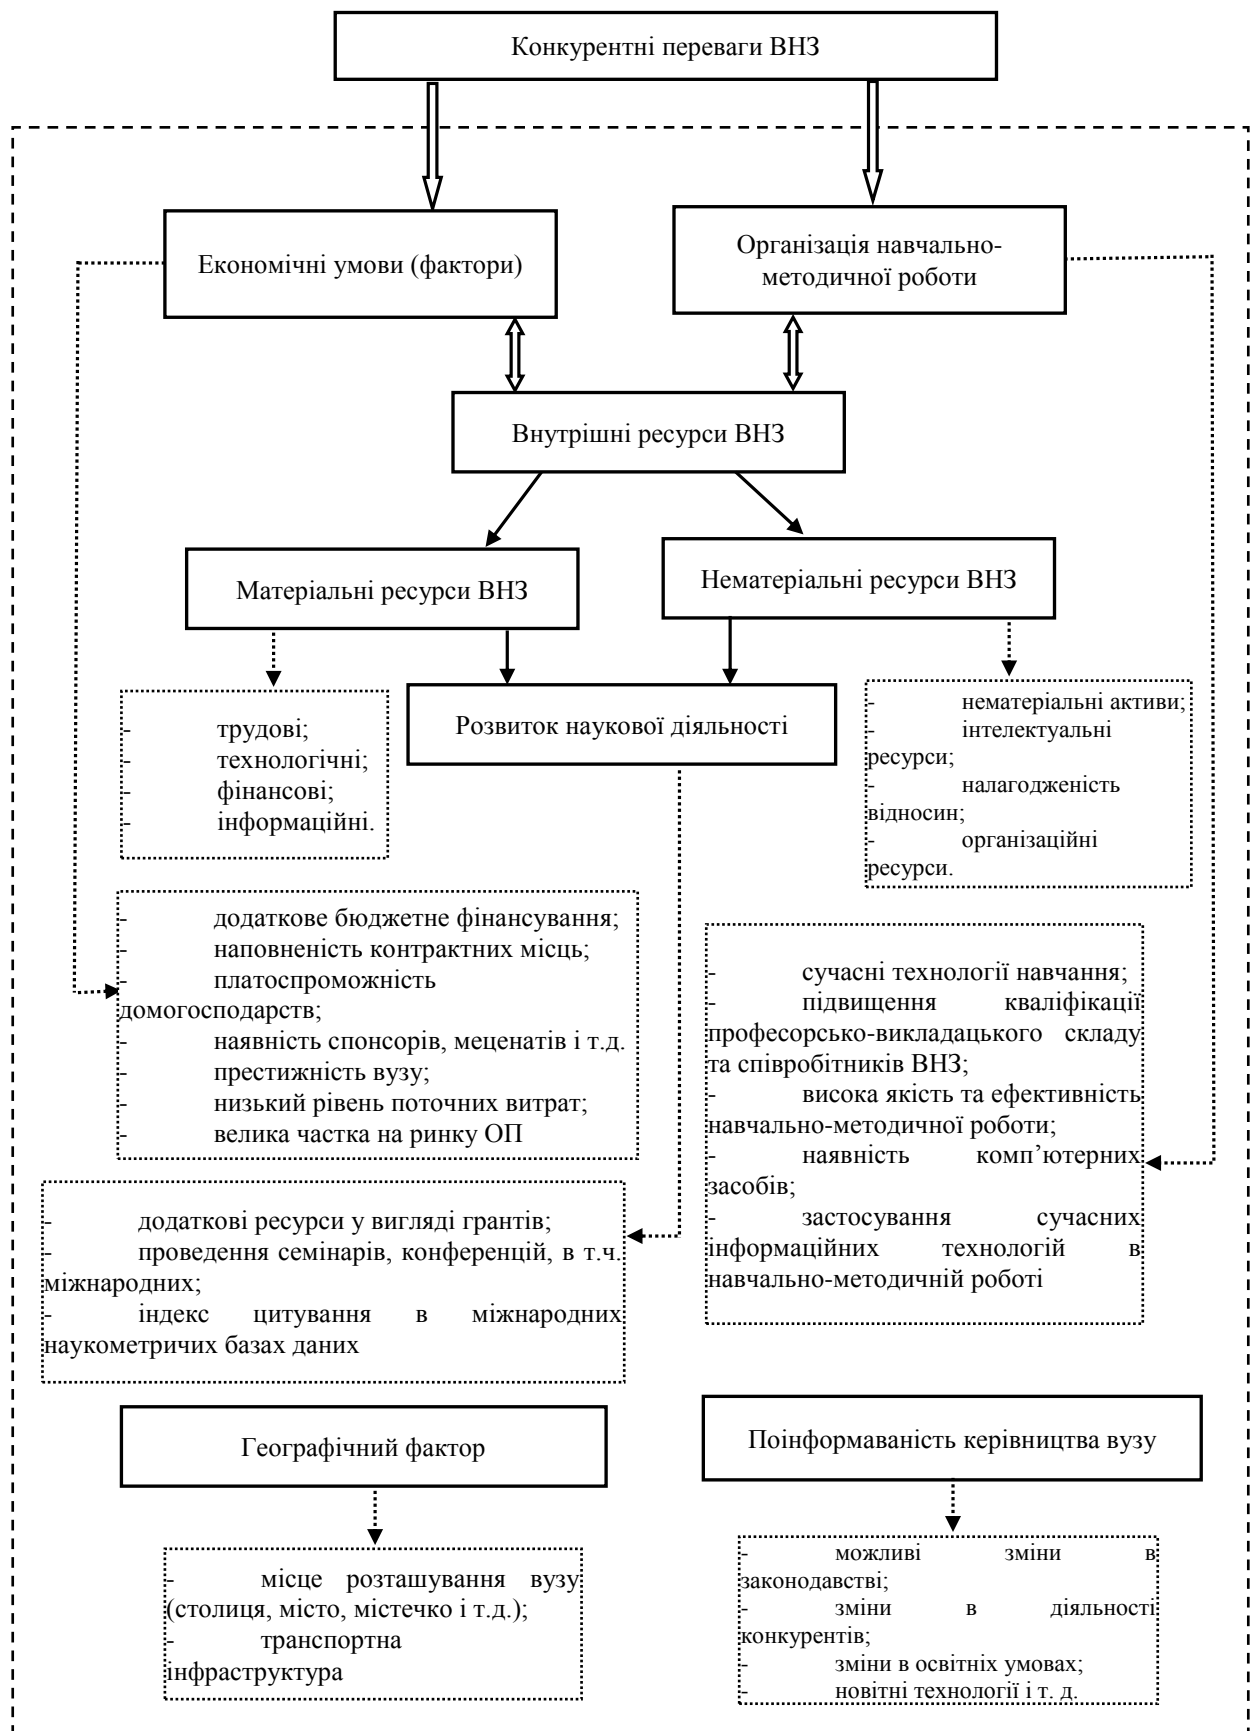 Конкурентні переваги ВНЗ
Економічні умови (фактори)
Організація навчально-
методичної роботи
Внутрішні ресурси ВНЗ
Матеріальні ресурси ВНЗ
Нематеріальні ресурси ВНЗ
Розвиток наукової діяльності
- трудові;
- технологічні;
- фінансові;
- інформаційні.
- нематеріальні активи;
- інтелектуальні
ресурси;
- налагодженість
відносин;
- організаційні
ресурси.
- додаткове бюджетне фінансування;
- наповненість контрактних місць;
- платоспроможність
домогосподарств;
- наявність спонсорів, меценатів і т.д.
- престижність вузу;
- низький рівень поточних витрат;
- велика частка на ринку ОП
- сучасні технології навчання;
- підвищення кваліфікації
професорсько-викладацького складу
та співробітників ВНЗ;
- висока якість та ефективність
навчально-методичної роботи;
- наявність комп’ютерних
засобів;
- застосування сучасних
інформаційних технологій в
навчально-методичній роботі
- додаткові ресурси у вигляді грантів;
- проведення семінарів, конференцій, в т.ч.
міжнародних;
- індекс цитування в міжнародних
наукометричих базах даних
Географічний фактор
Поінформаваність керівництва вузу
- місце розташування вузу
(столиця, місто, містечко і т.д.);
- транспортна
інфраструктура
- можливі зміни в
законодавстві;
- зміни в діяльності
конкурентів;
- зміни в освітніх умовах;
- новітні технології і т. д.